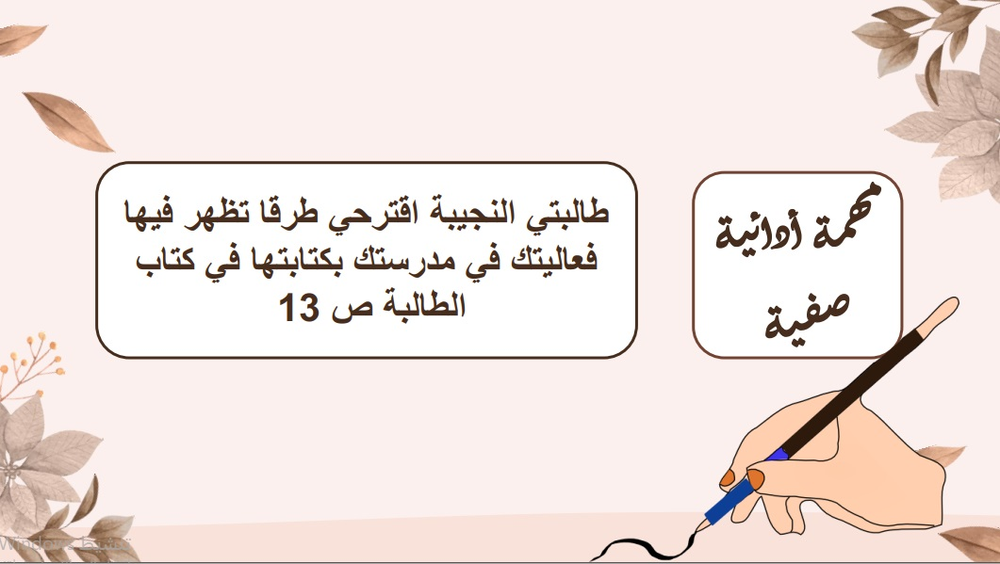 مهمة أدائية
صفية
طالبتي النجيبة اقترحي طرقا تظهر فيها
فعاليتك في مدرستك بكتابتها في كتاب
الطالبة ص 13